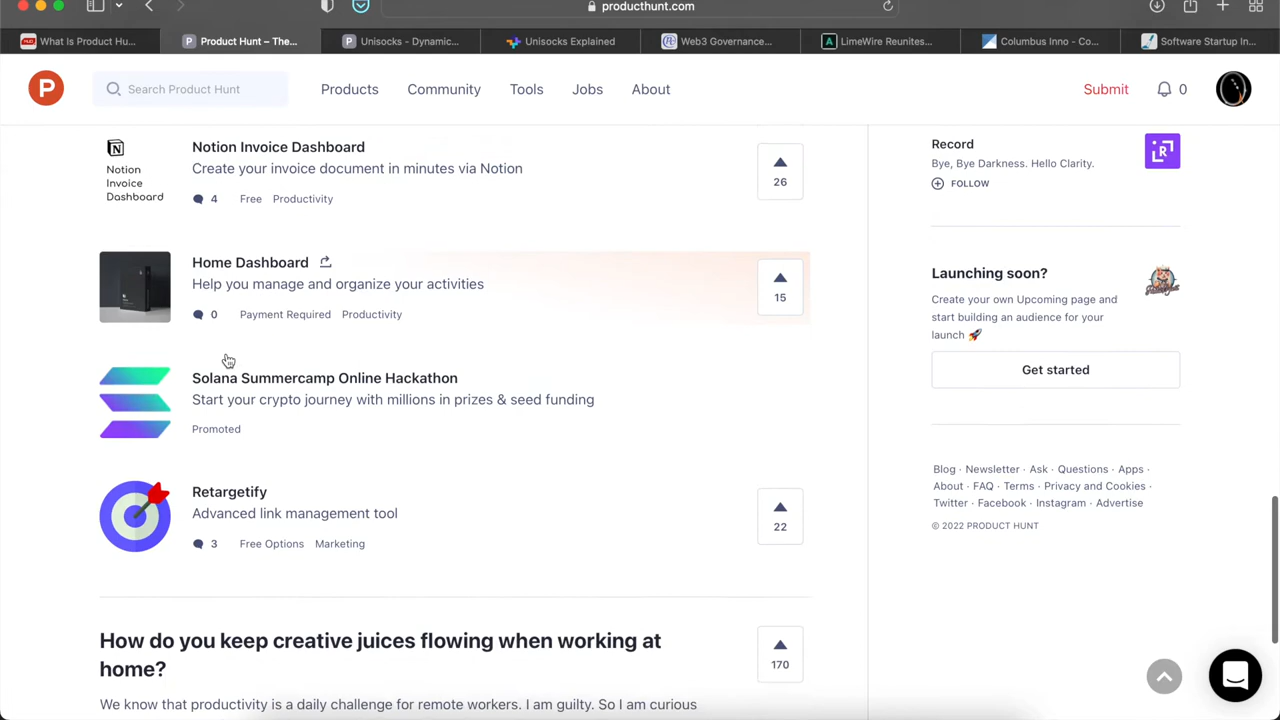 producthunt.com
What Is Product Hu...
Product Hunt – The...
Unisocks - Dynamic...
Unisocks Explained
Web3 Governance...
LimeWire Reunites...
Columbus Inno - Co...
Software Startup In...
P
Search Product Hunt
Products
Community
Tools
Jobs
About
Submit
0
Notion Invoice Dashboard
Notion Invoice Dashboard
Create your invoice document in minutes via Notion
4 Free Productivity
26
Home Dashboard
Help you manage and organize your activities
0 Payment Required Productivity
15
Solana Summercamp Online Hackathon
Start your crypto journey with millions in prizes & seed funding
Promoted
Retargetify
Advanced link management tool
3 Free Options Marketing
22
How do you keep creative juices flowing when working at
home?
170
We know that productivity is a daily challenge for remote workers. I am guilty. So I am curious
Record
Bye, Bye Darkness. Hello Clarity.
FOLLOW
Launching soon?
Create your own Upcoming page and
start building an audience for your
launch 🚀
Get started
Blog · Newsletter · Ask · Questions · Apps ·
About · FAQ · Terms · Privacy and Cookies ·
Twitter · Facebook · Instagram · Advertise
© 2022 PRODUCT HUNT